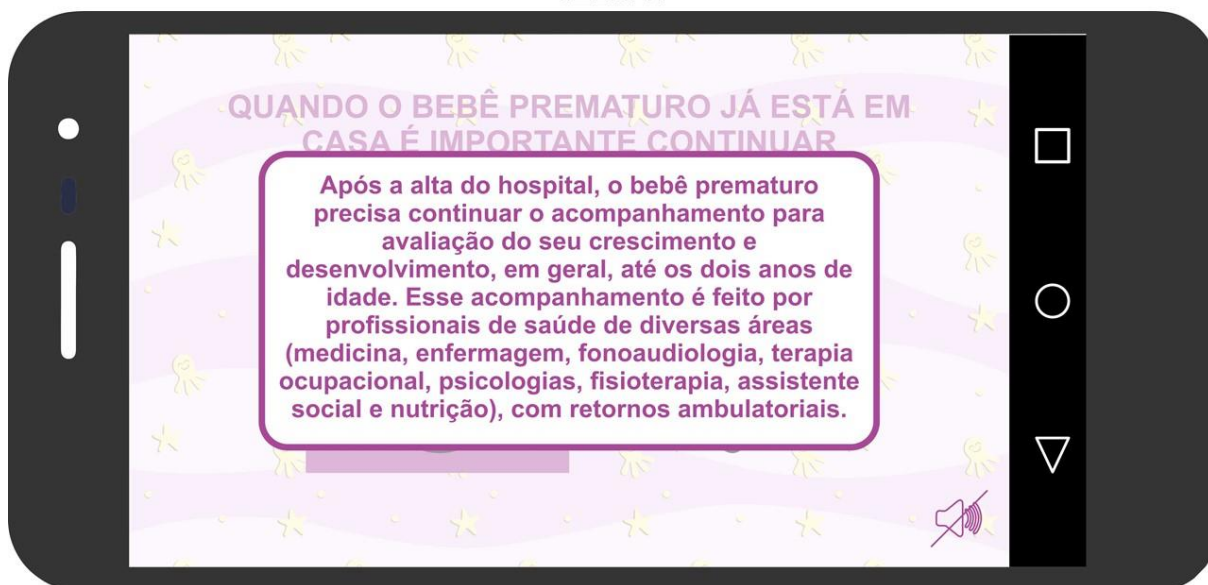 QUANDO O BEBÊ PREMATURO JÁ ESTÁ EM
CASA É IMPORTANTE CONTINUAR
Após a alta do hospital, o bebê prematuro
precisa continuar o acompanhamento para
avaliação do seu crescimento e
desenvolvimento, em geral, até os dois anos de
idade. Esse acompanhamento é feito por
profissionais de saúde de diversas áreas
(medicina, enfermagem, fonoaudiologia, terapia
ocupacional, psicologias, fisioterapia, assistente
social e nutrição), com retornos ambulatoriais.